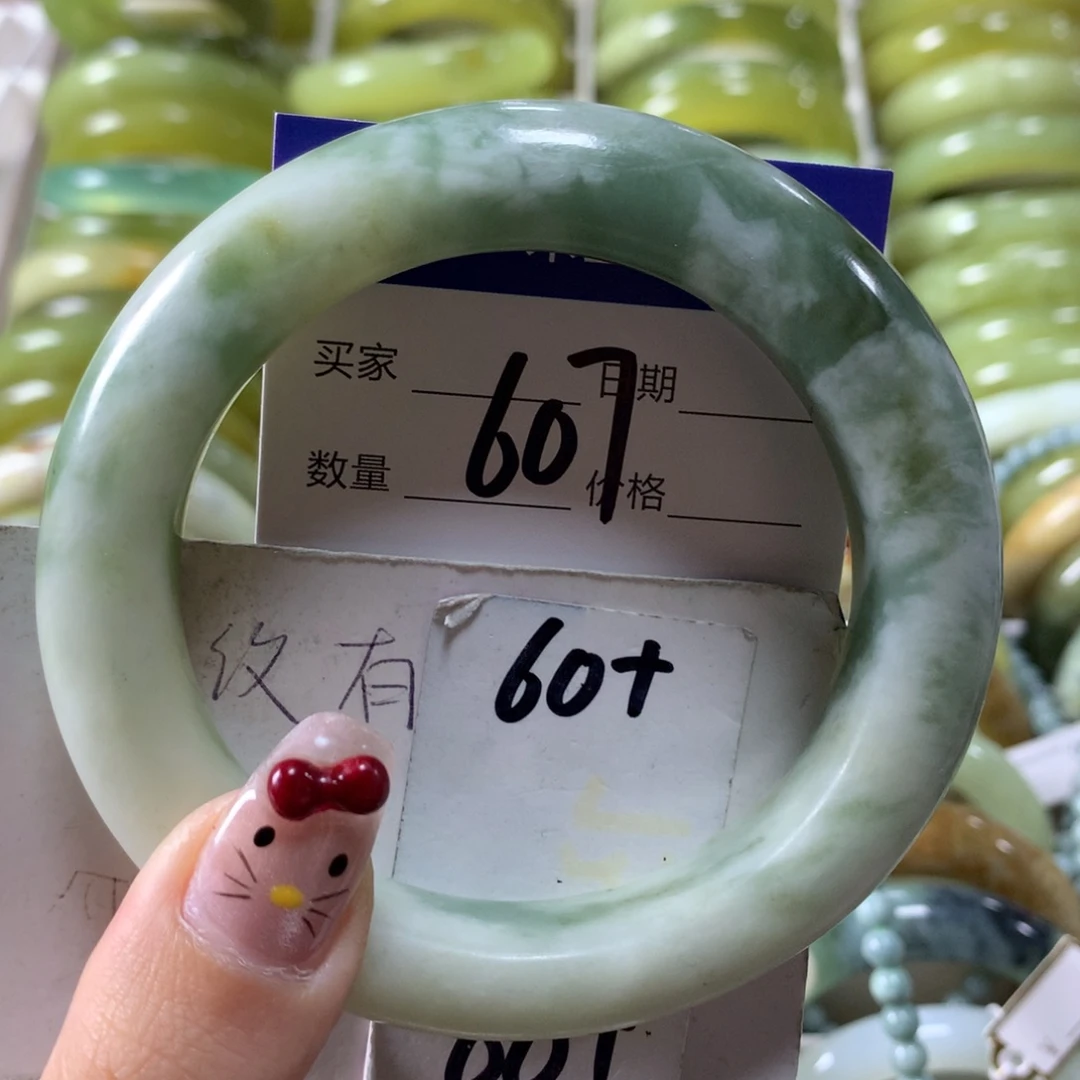 买家 日期
607
数量 价格
纹有
60+